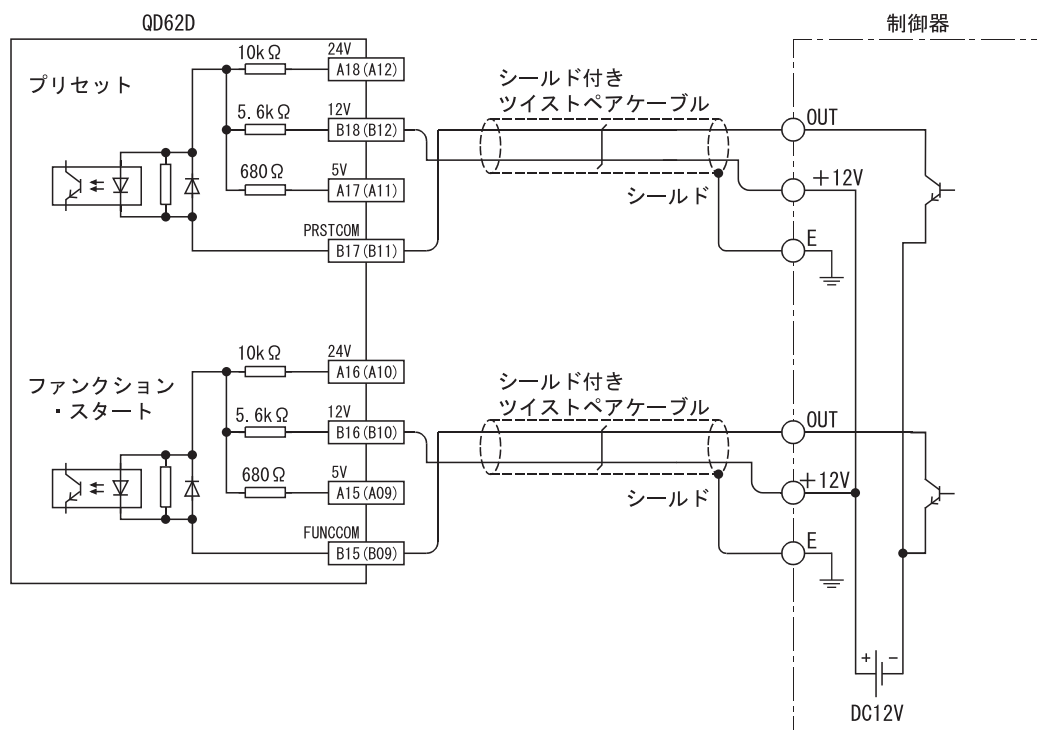 QD62D
制御器
プリセット
10kΩ
24V
A18(A12)
5.6kΩ
12V
B18(B12)
680Ω
5V
A17(A11)
PRSTCOM
B17(B11)
シールド付き
ツイストペアケーブル
シールド
OUT
+12V
E
ファンクション
・スタート
10kΩ
24V
A16(A10)
5.6kΩ
12V
B16(B10)
680Ω
5V
A15(A09)
FUNCCOM
B15(B09)
シールド付き
ツイストペアケーブル
シールド
OUT
+12V
E
+ −
DC12V